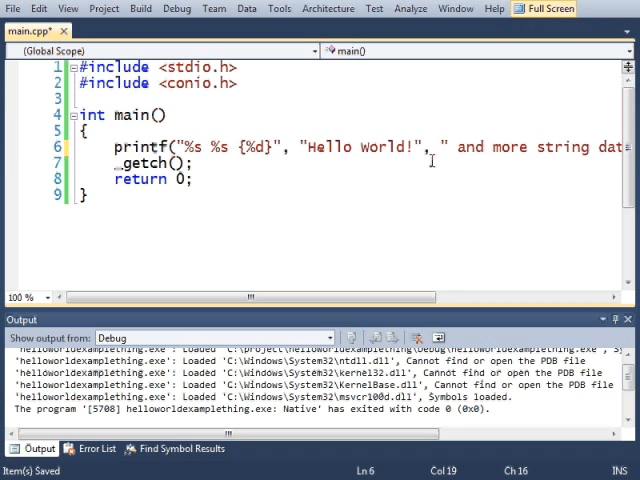 File Edit View Project Build Debug Team Data Tools Architecture Test Analyze Window Help Full Screen
main.cpp*
(Global Scope) main()
1 #include <stdio.h>
2 #include <conio.h>
3
4 int main()
5 {
6 printf("%s %s {%d}", "Hello World!", " and more string dat
7 _getch();
8 return 0;
9 }
100 %
Output
Show output from: Debug
'helloworldexamplething.exe': Loaded 'C:\project\helloworldexamplething\Debug\helloworldexamplething.exe', S
'helloworldexamplething.exe': Loaded 'C:\Windows\System32\ntdll.dll', Cannot find or open the PDB file
'helloworldexamplething.exe': Loaded 'C:\Windows\System32\kernel32.dll', Cannot find or open the PDB file
'helloworldexamplething.exe': Loaded 'C:\Windows\System32\KernelBase.dll', Cannot find or open the PDB file
'helloworldexamplething.exe': Loaded 'C:\Windows\System32\msvcr100d.dll', Symbols loaded.
The program '[5708] helloworldexamplething.exe: Native' has exited with code 0 (0x0).
Output Error List Find Symbol Results
Item(s) Saved Ln 6 Col 19 Ch 16 INS